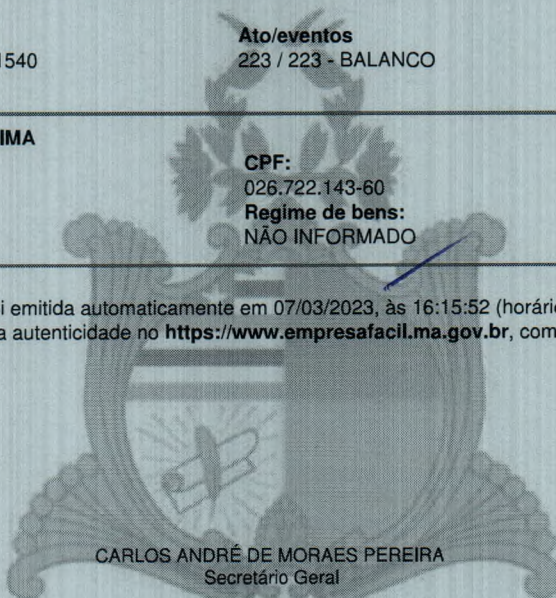 Ato/eventos
1540 223 / 223 - BALANCO
IMA
CPF:
026.722.143-60
Regime de bens:
NÃO INFORMADO
i emitida automaticamente em 07/03/2023, às 16:15:52 (horári
a autenticidade no https://www.empresafacil.ma.gov.br, com
CARLOS ANDRÉ DE MORAES PEREIRA
Secretário Geral